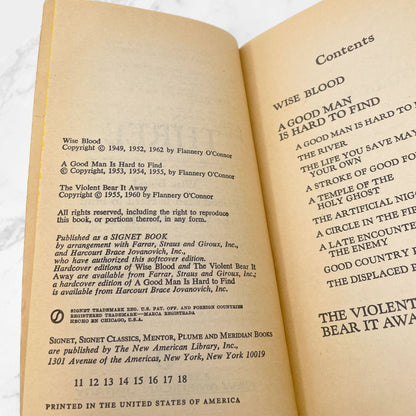 Wise Blood
Copyright © 1949, 1952, 1962 by Flannery O'Connor
A Good Man Is Hard to Find
Copyright ©, 1953, 1954, 1955, by Flannery O'Connor
The Violent Bear It Away
Copyright © 1955, 1960 by Flannery O'Connor
All rights reserved, including the right to reproduce
this book, or portions thereof, in any form.
Published as a SIGNET BOOK
by arrangement with Farrar, Straus and Giroux, Inc.,
and Harcourt Brace Jovanovich, Inc.,
who have authorized this softcover edition.
Hardcover editions of Wise Blood and The Violent Bear It
Away are available from Farrar, Straus and Giroux, Inc.,
a hardcover edition of A Good Man Is Hard to Find
is available from Harcourt Brace Jovanovich, Inc.
SIGNET TRADEMARK REG. U.S. PAT. OFF. AND FOREIGN COUNTRIES
REGISTERED TRADEMARK—MARCA REGISTRADA
HECHO EN CHICAGO, U.S.A.
SIGNET, SIGNET CLASSICS, MENTOR, PLUME AND MERIDIAN BOOKS
are published by The New American Library, Inc.,
1301 Avenue of the Americas, New York, New York 10019
11 12 13 14 15 16 17 18
PRINTED IN THE UNITED STATES OF AMERICA
Contents
WISE BLOOD
A GOOD MAN
IS HARD TO FIND
A GOOD MAN IS HARD TO
THE RIVER
THE LIFE YOU SAVE MAY
YOUR OWN
A STROKE OF GOOD FO
A TEMPLE OF THE
HOLY GHOST
THE ARTIFICIAL NIG
A CIRCLE IN THE FIR
A LATE ENCOUNTE
THE ENEMY
GOOD COUNTRY
THE DISPLACED
THE VIOLENT
BEAR IT AWA